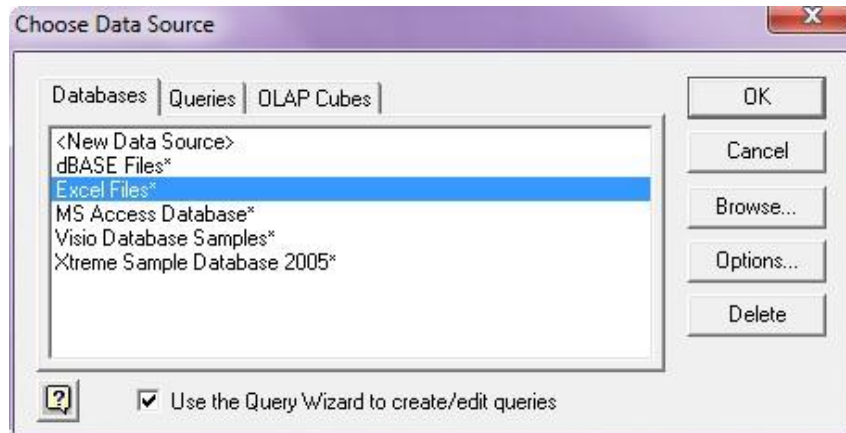 Choose Data Source
Databases Queries OLAP Cubes
<New Data Source>
dBASE Files*
Excel Files*
MS Access Database*
Visio Database Samples*
Xtreme Sample Database 2005*
OK
Cancel
Browse...
Options...
Delete
Use the Query Wizard to create/edit queries